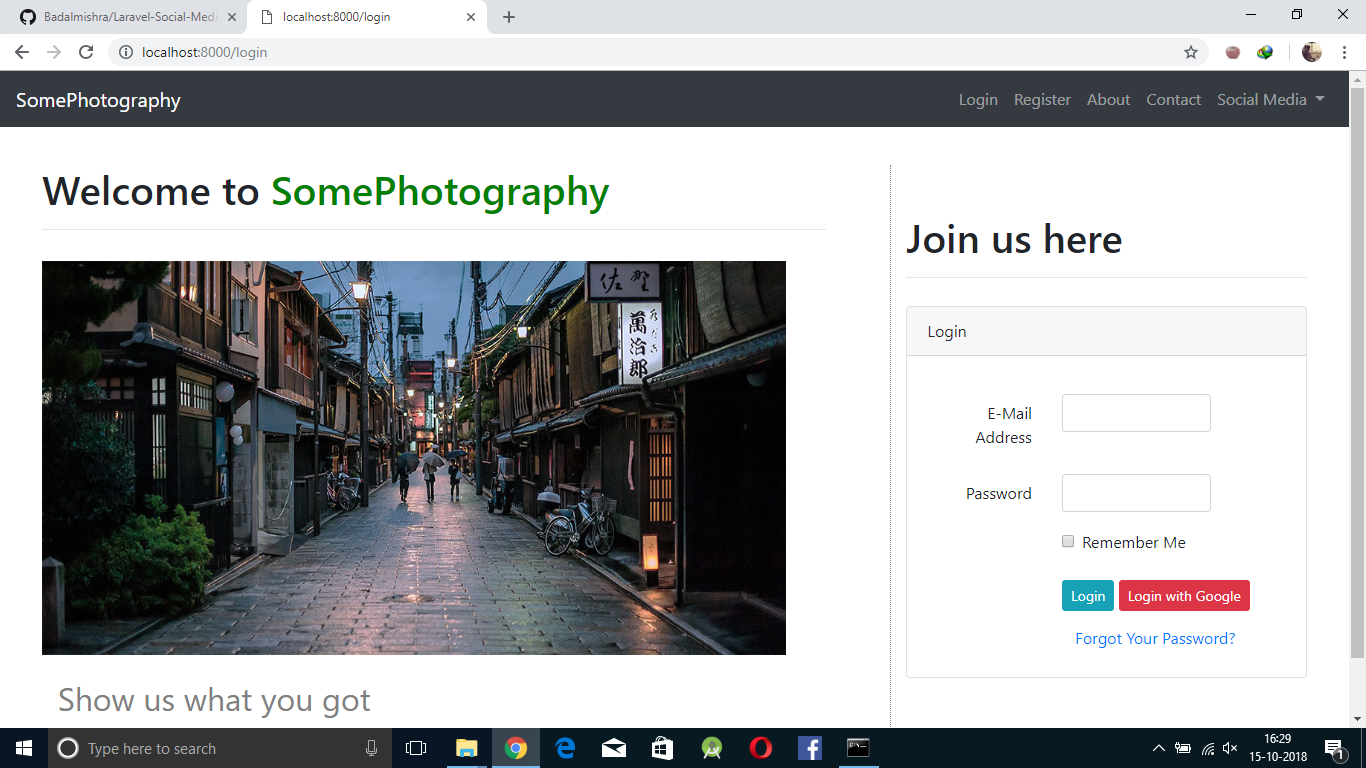 Badalmishra/Laravel-Social-Medi
localhost:8000/login
localhost:8000/login
SomePhotography
Login Register About Contact Social Media
Welcome to SomePhotography
佐野
萬治郎
Join us here
Login
E-Mail
Address
Password
Remember Me
Login Login with Google
Forgot Your Password?
Show us what you got
Type here to search
16:29
15-10-2018
1